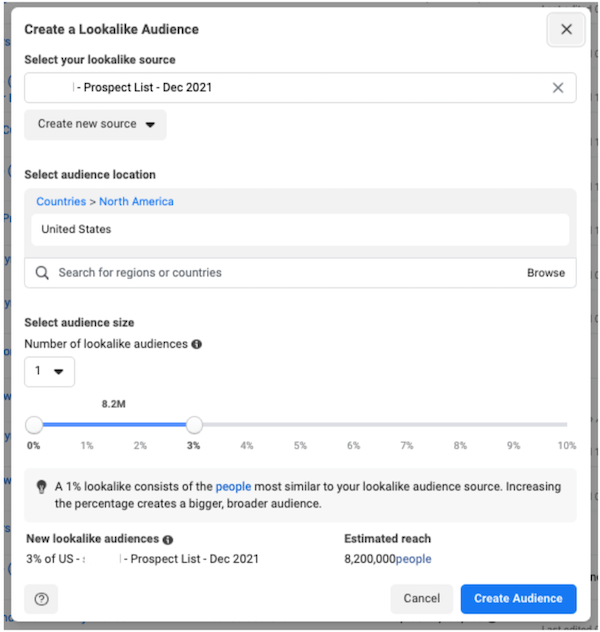 Create a Lookalike Audience
Select your lookalike source
- Prospect List - Dec 2021
Create new source
Select audience location
Countries > North America
United States
Search for regions or countries Browse
Select audience size
Number of lookalike audiences
1
8.2M
0% 1% 2% 3% 4% 5% 6% 7% 8% 9% 10%
A 1% lookalike consists of the people most similar to your lookalike audience source. Increasing
the percentage creates a bigger, broader audience.
New lookalike audiences Estimated reach
3% of US - - Prospect List - Dec 2021 8,200,000people
Cancel Create Audience